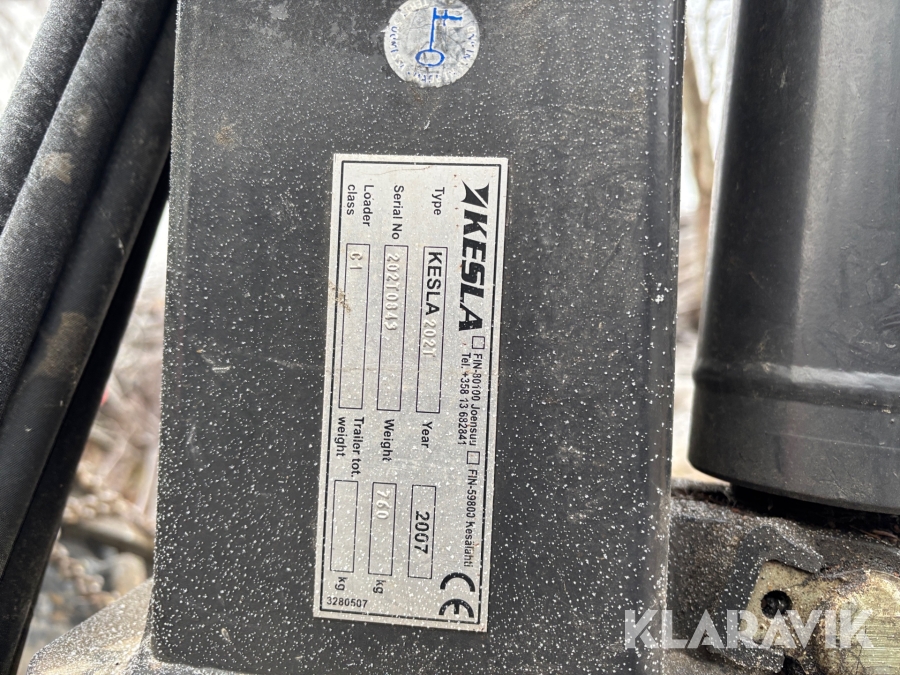 KESLA
FIN-80100 Joensuu FIN-59800 Kesälahti
Tel. +358 13 682841
Type KESLA 202T Year 2007
Serial No 202T0843 Weight 760 kg
Loader class C1 Trailer tot. weight kg
CE
3280507
KLARAVIK